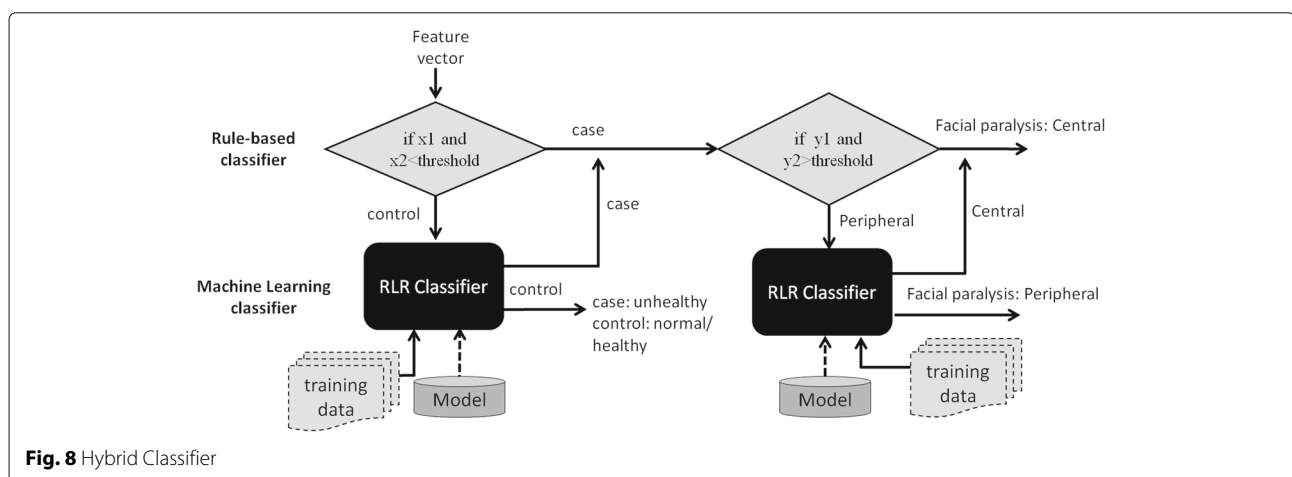 Feature
vector
Rule-based
classifier
if x1 and
x2<threshold
case
if y1 and
y2>threshold
Facial paralysis: Central
control
case
Peripheral
Central
Machine Learning
classifier
RLR Classifier
control
case: unhealthy
control: normal/
healthy
RLR Classifier
Facial paralysis: Peripheral
training
data
Model
Model
training
data
Fig. 8 Hybrid Classifier